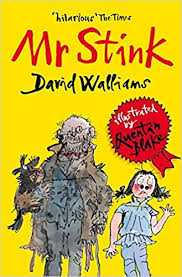 'hilarious' The Times
Mr Stink
David Walliams
illustrated
by
Quentin
Blake